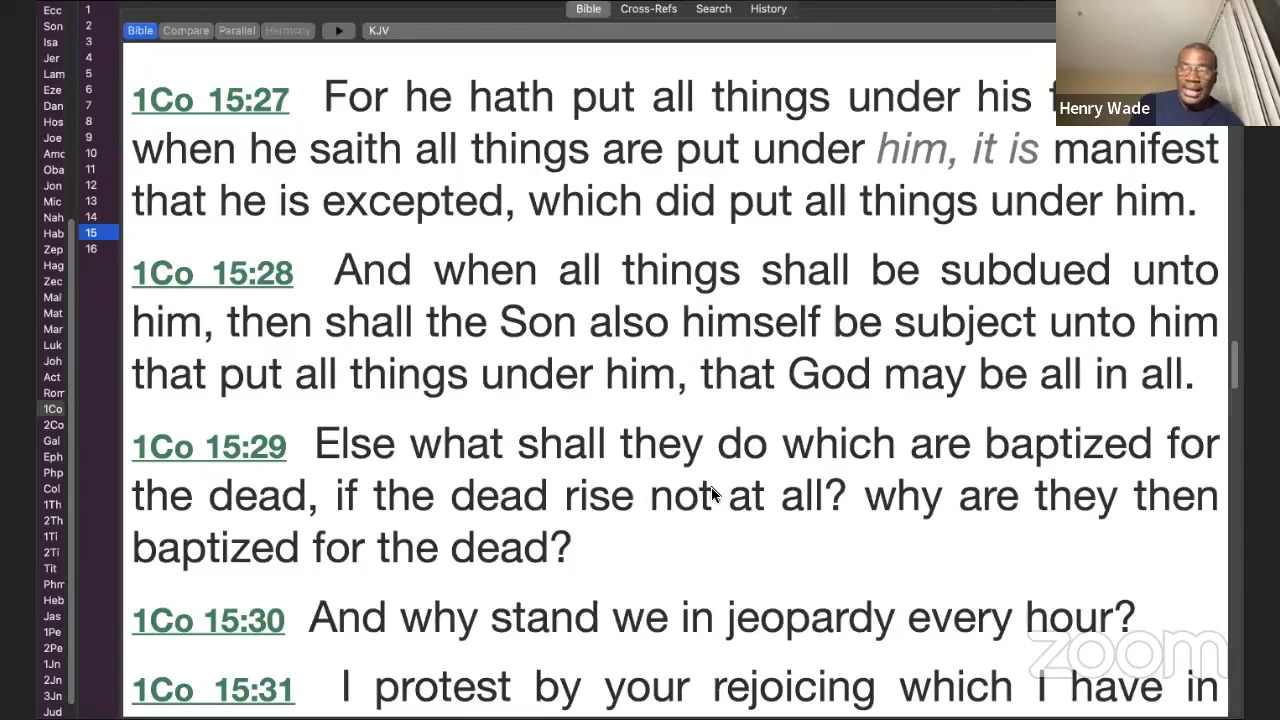 Bible Cross-Refs Search History
Bible Compare Parallel Harmony KJV
Henry Wade
Ecc
Son
Isa
Jer
Lam
Eze
Dan
Hos
Joe
Amo
Oba
Jon
Mic
Nah
Hab
Zep
Hag
Zec
Mal
Mat
Mar
Luk
Joh
Act
Rom
1Co
2Co
Gal
Eph
Php
Col
1Th
2Th
1Ti
2Ti
Tit
Phm
Heb
Jas
1Pe
2Pe
1Jn
2Jn
3Jn
Jud
1
2
3
4
5
6
7
8
9
10
11
12
13
14
15
16
1Co 15:27 For he hath put all things under his
when he saith all things are put under him, it is manifest
that he is excepted, which did put all things under him.
1Co 15:28 And when all things shall be subdued unto
him, then shall the Son also himself be subject unto him
that put all things under him, that God may be all in all.
1Co 15:29 Else what shall they do which are baptized for
the dead, if the dead rise not at all? why are they then
baptized for the dead?
1Co 15:30 And why stand we in jeopardy every hour?
1Co 15:31 I protest by your rejoicing which I have in
zoom